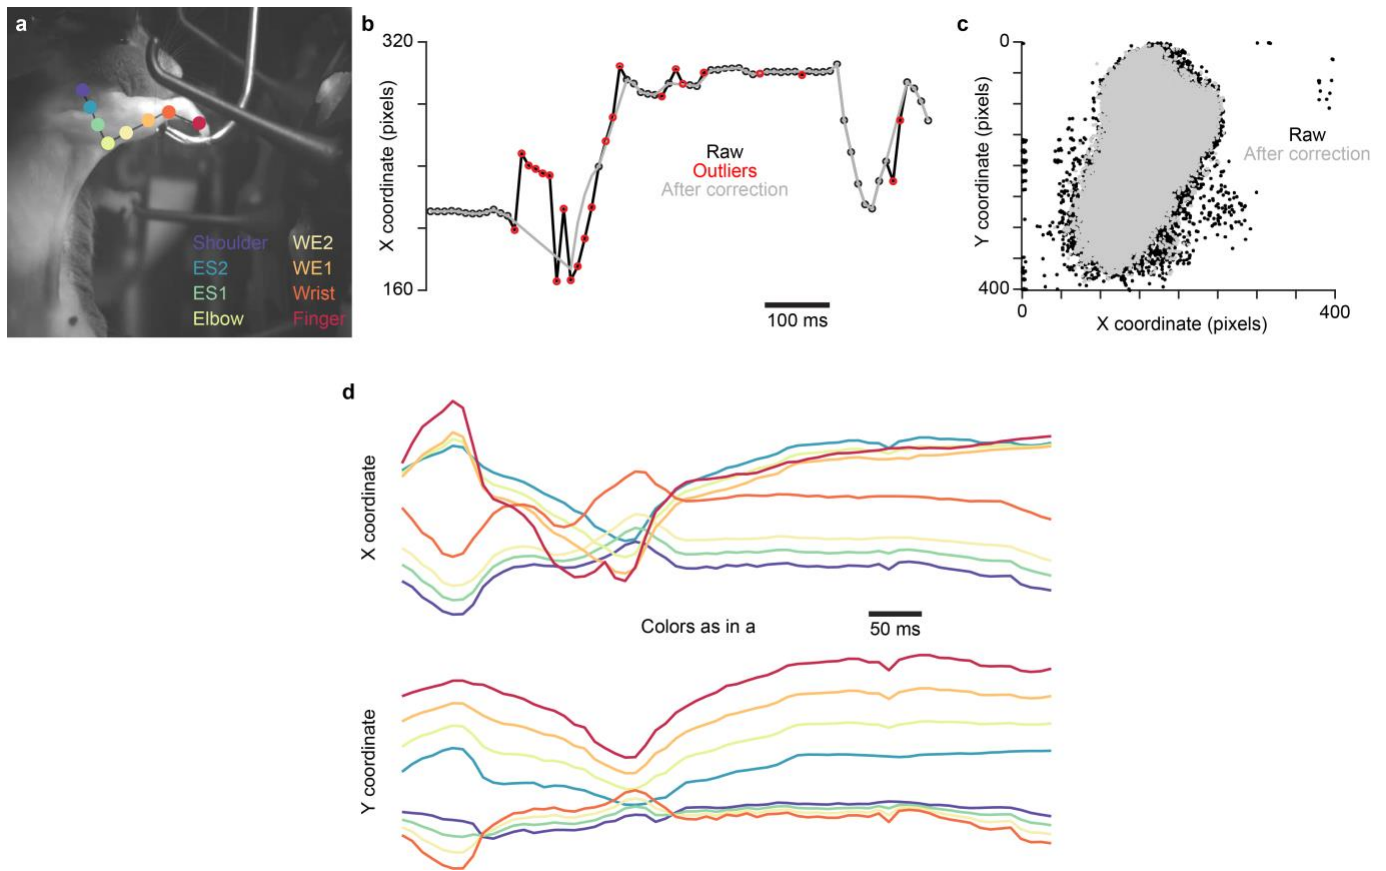 a
Shoulder WE2
ES2 WE1
ES1 Wrist
Elbow Finger
b
320
X coordinate (pixels)
160
Raw
Outliers
After correction
100 ms
c
0
Y coordinate (pixels)
400
0 400
X coordinate (pixels)
Raw
After correction
d
X coordinate
Colors as in a
50 ms
Y coordinate